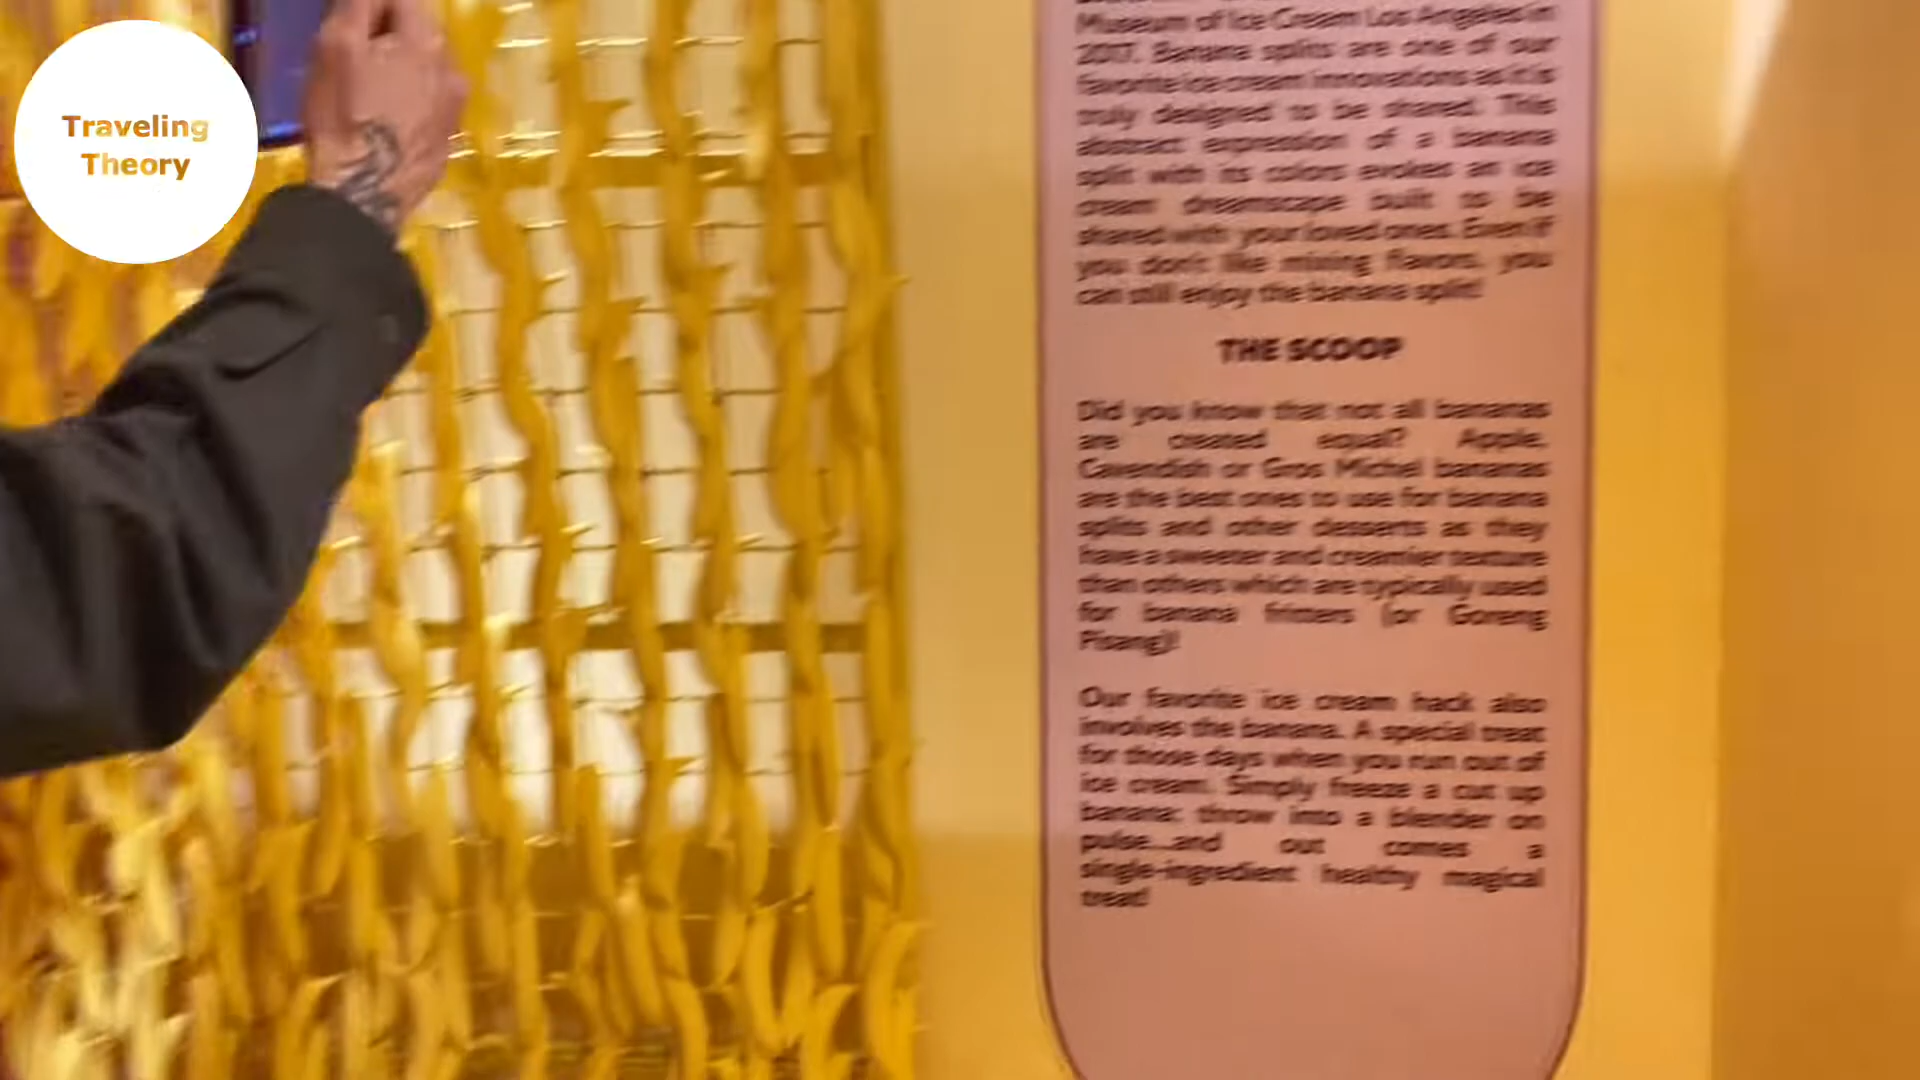 Traveling
Theory
Museum of Ice Cream Los Angeles in
2017. Banana splits are one of our
favorite ice cream innovations as it is
truly designed to be shared. This
abstract expression of a banana
split with its colors evokes an ice
cream dreamscape built to be
shared with your loved ones. Even if
you don't like mixing flavors, you
can still enjoy the banana split!
THE SCOOP
Did you know that not all bananas
are created equal? Apple,
Cavendish or Gros Michel bananas
are the best ones to use for banana
splits and other desserts as they
have a sweeter and creamier texture
than others which are typically used
for banana fritters (or Goreng
Pisang)!
Our favorite ice cream hack also
involves the banana. A special treat
for those days when you run out of
ice cream. Simply freeze a cut up
banana; throw into a blender on
pulse...and out comes a
single-ingredient healthy magical
treat!